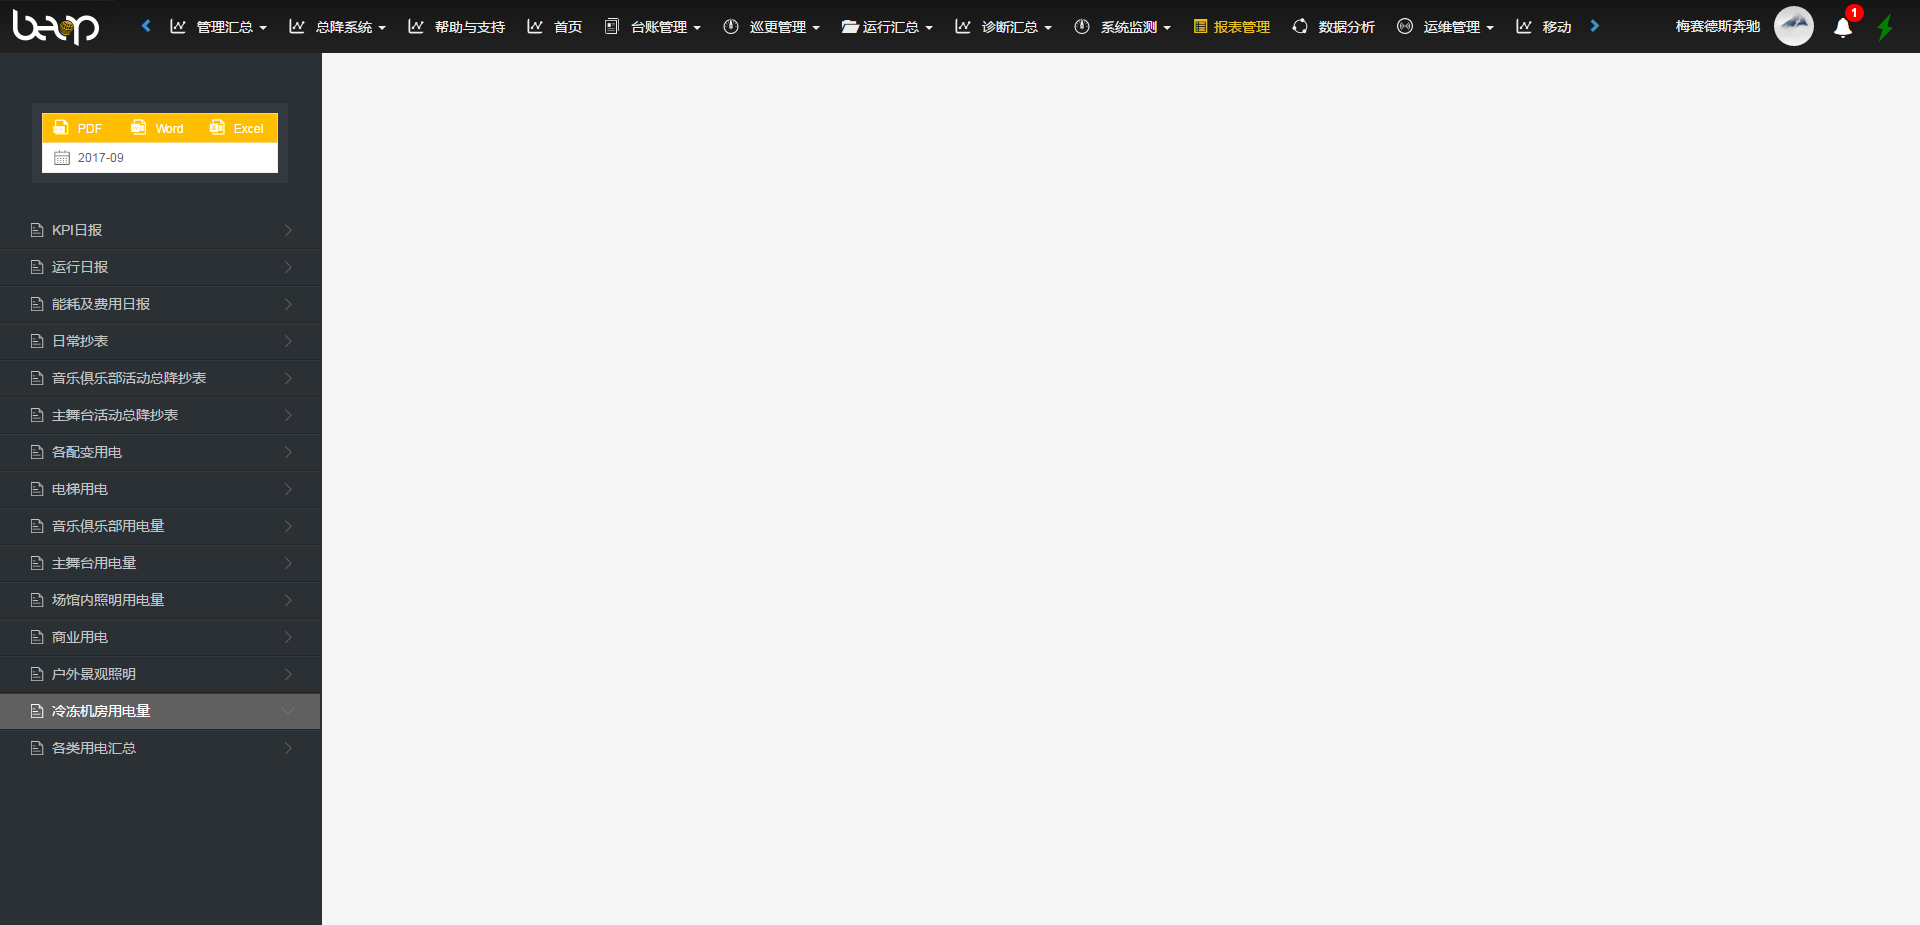 beop
管理汇总
总降系统
帮助与支持
首页
台账管理
巡更管理
运行汇总
诊断汇总
系统监测
报表管理
数据分析
运维管理
移动
梅赛德斯奔驰
1
PDF
Word
Excel
2017-09
KPI日报
运行日报
能耗及费用日报
日常抄表
音乐俱乐部活动总降抄表
主舞台活动总降抄表
各配变用电
电梯用电
音乐俱乐部用电量
主舞台用电量
场馆内照明用电量
商业用电
户外景观照明
冷冻机房用电量
各类用电汇总